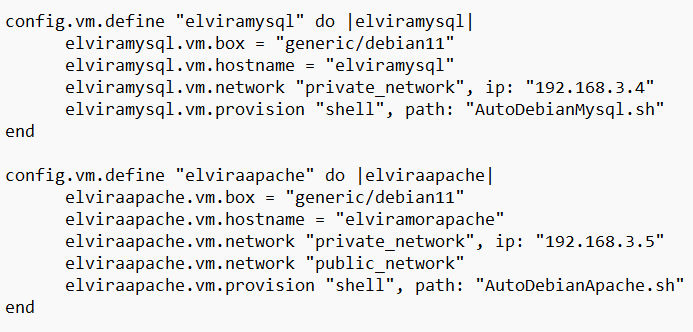 config.vm.define "elviramysql" do |elviramysql|
elviramysql.vm.box = "generic/debian11"
elviramysql.vm.hostname = "elviramysql"
elviramysql.vm.network "private_network", ip: "192.168.3.4"
elviramysql.vm.provision "shell", path: "AutoDebianMysql.sh"
end
config.vm.define "elviraapache" do |elviraapache|
elviraapache.vm.box = "generic/debian11"
elviraapache.vm.hostname = "elviramorapache"
elviraapache.vm.network "private_network", ip: "192.168.3.5"
elviraapache.vm.network "public_network"
elviraapache.vm.provision "shell", path: "AutoDebianApache.sh"
end